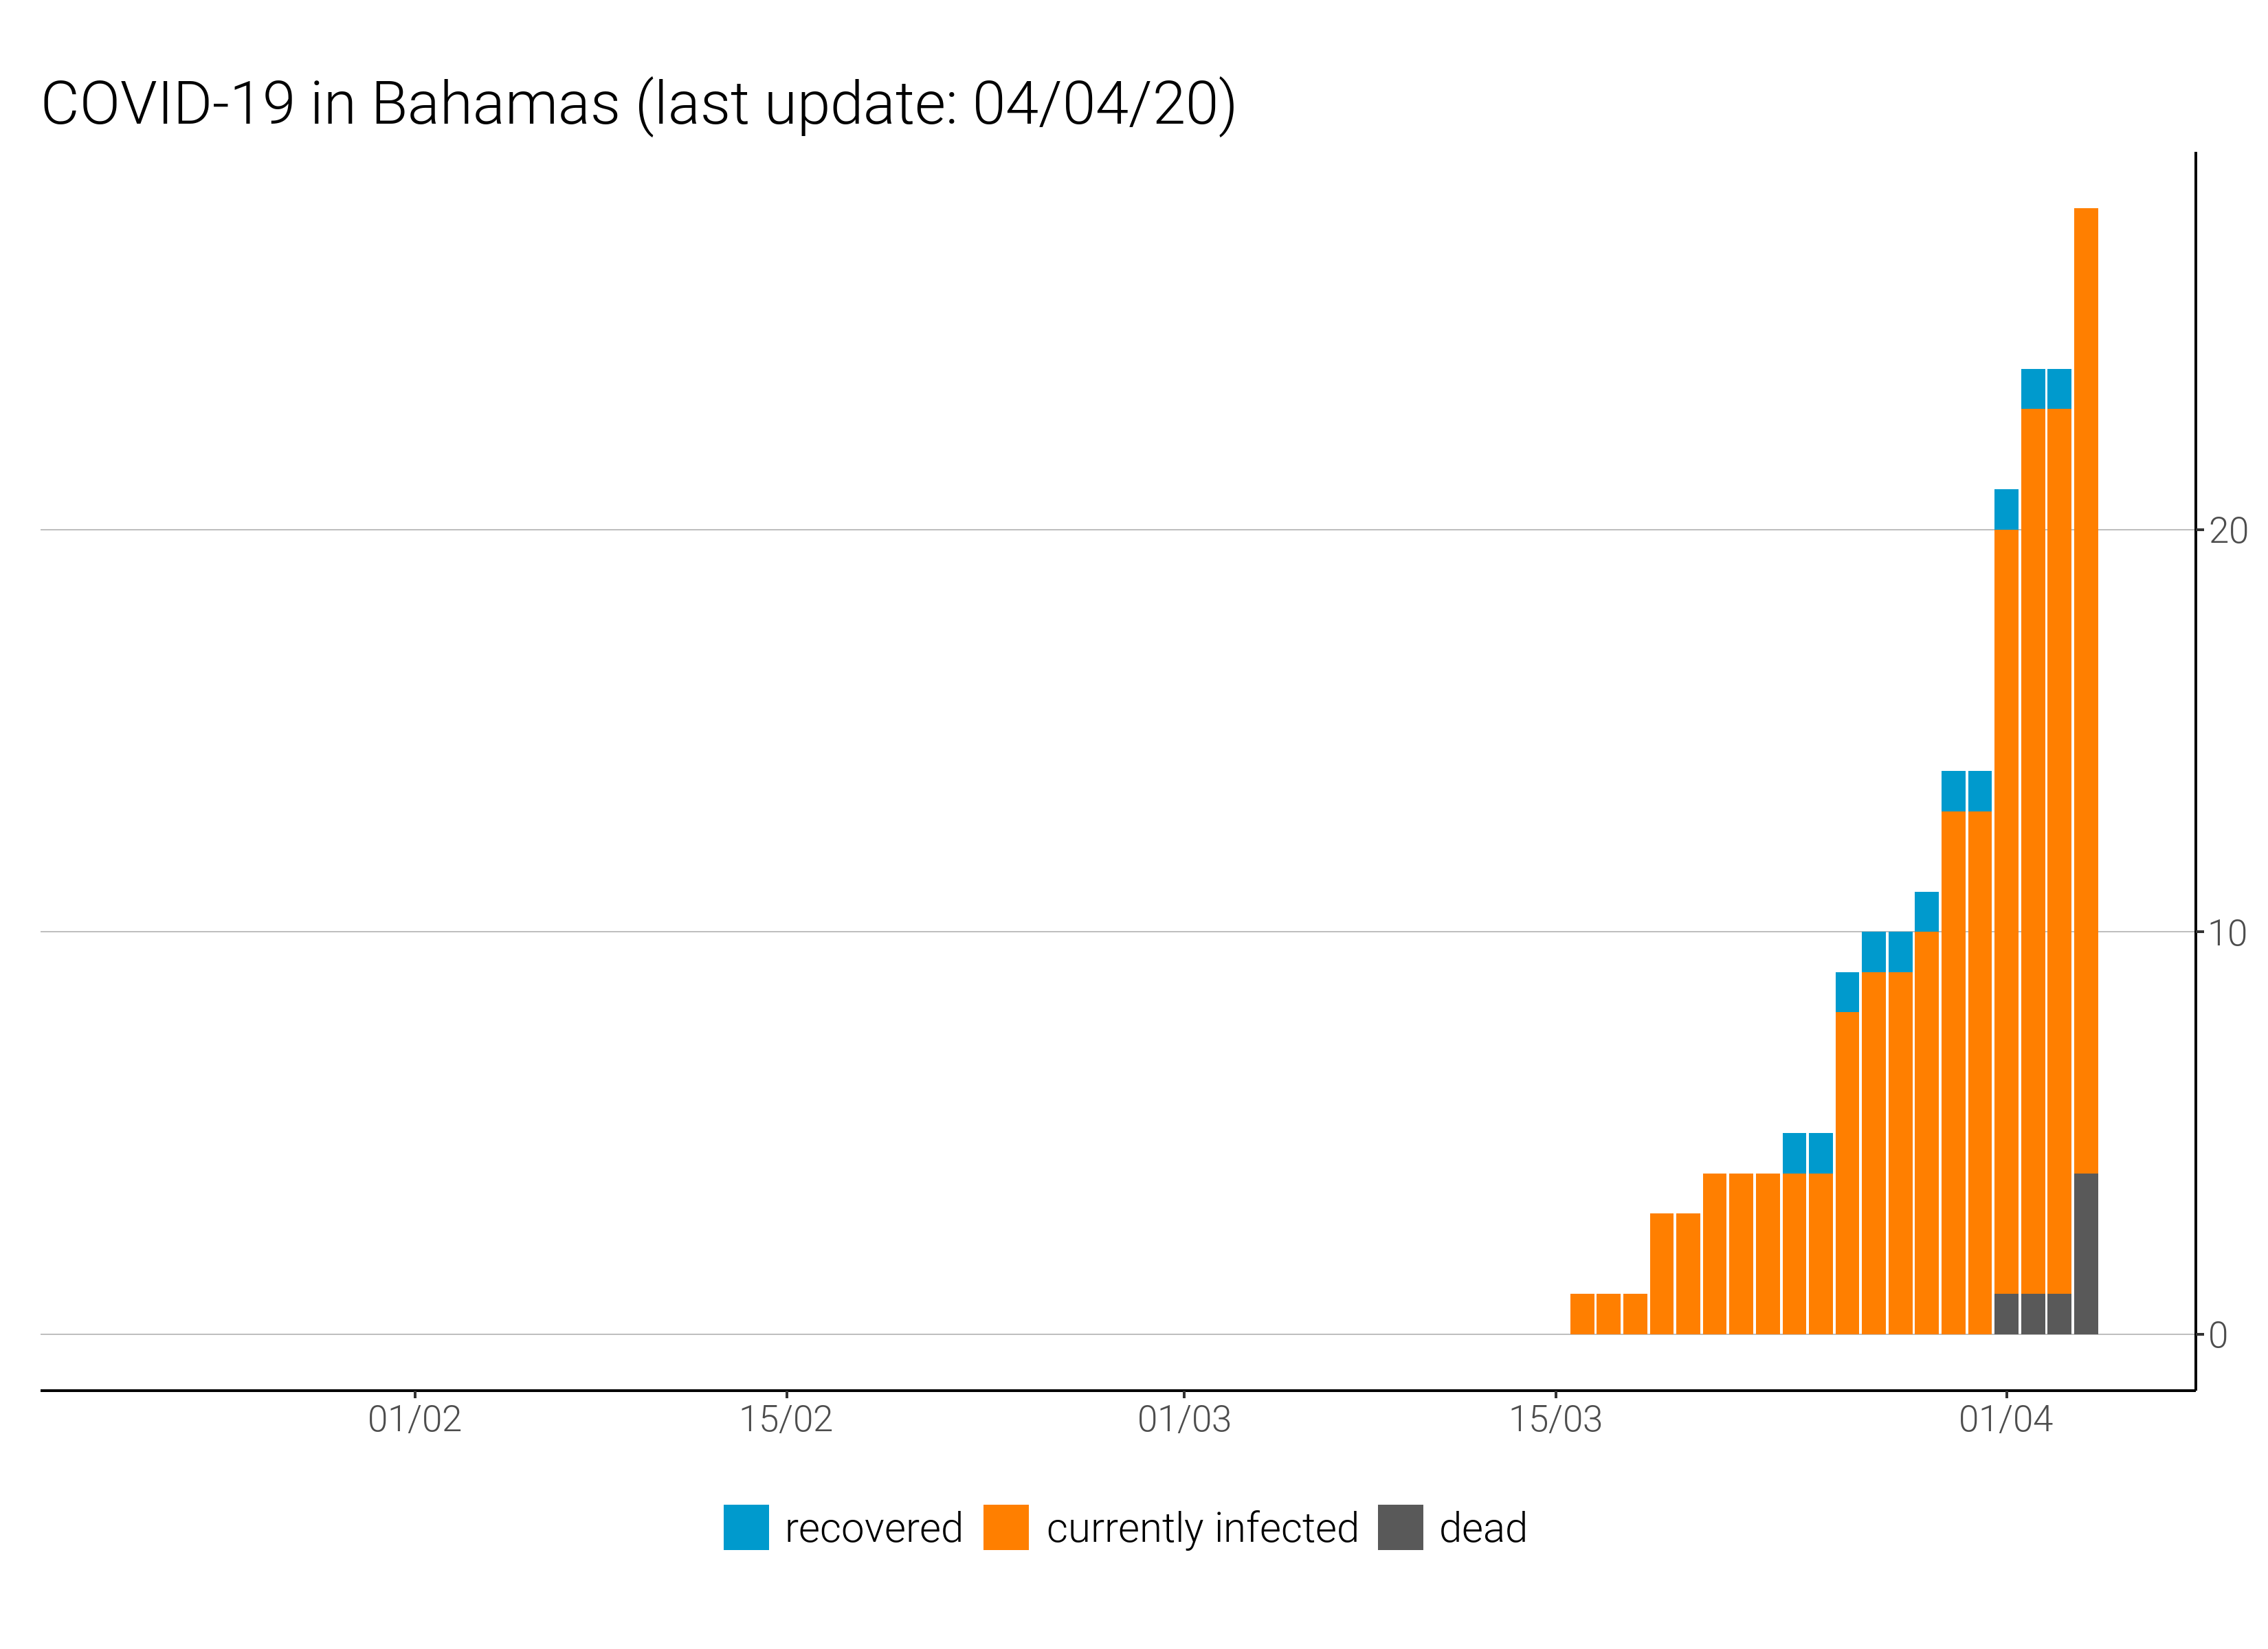 COVID-19 in Bahamas (last update: 04/04/20)
20
10
0
01/02 15/02 01/03 15/03 01/04
recovered currently infected dead